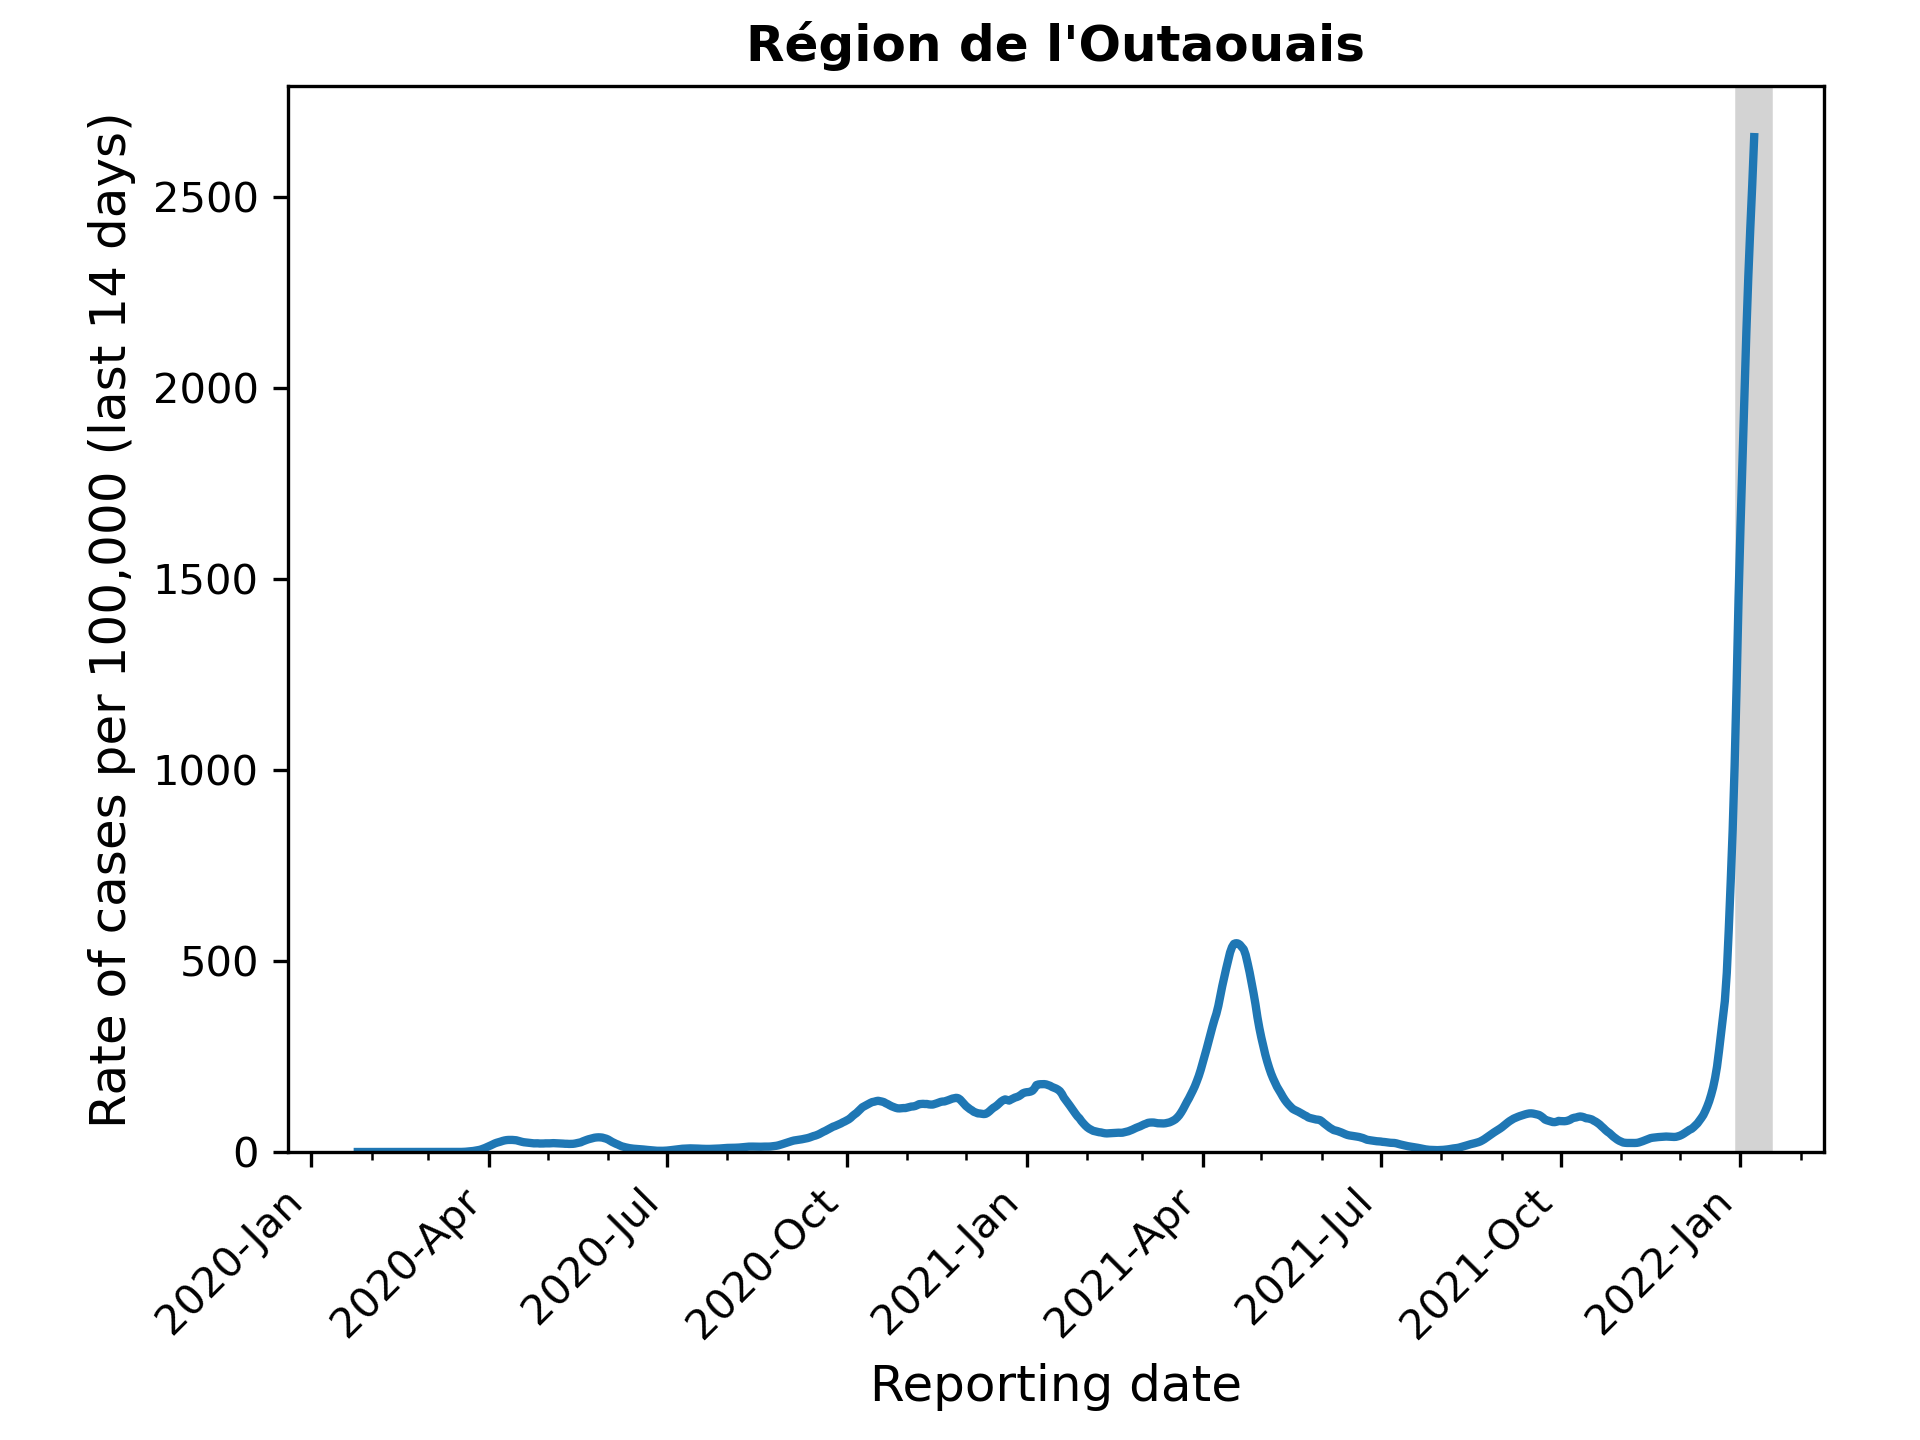 Région de l'Outaouais
Rate of cases per 100,000 (last 14 days)
2500
2000
1500
1000
500
0
2020-Jan
2020-Apr
2020-Jul
2020-Oct
2021-Jan
2021-Apr
2021-Jul
2021-Oct
2022-Jan
Reporting date